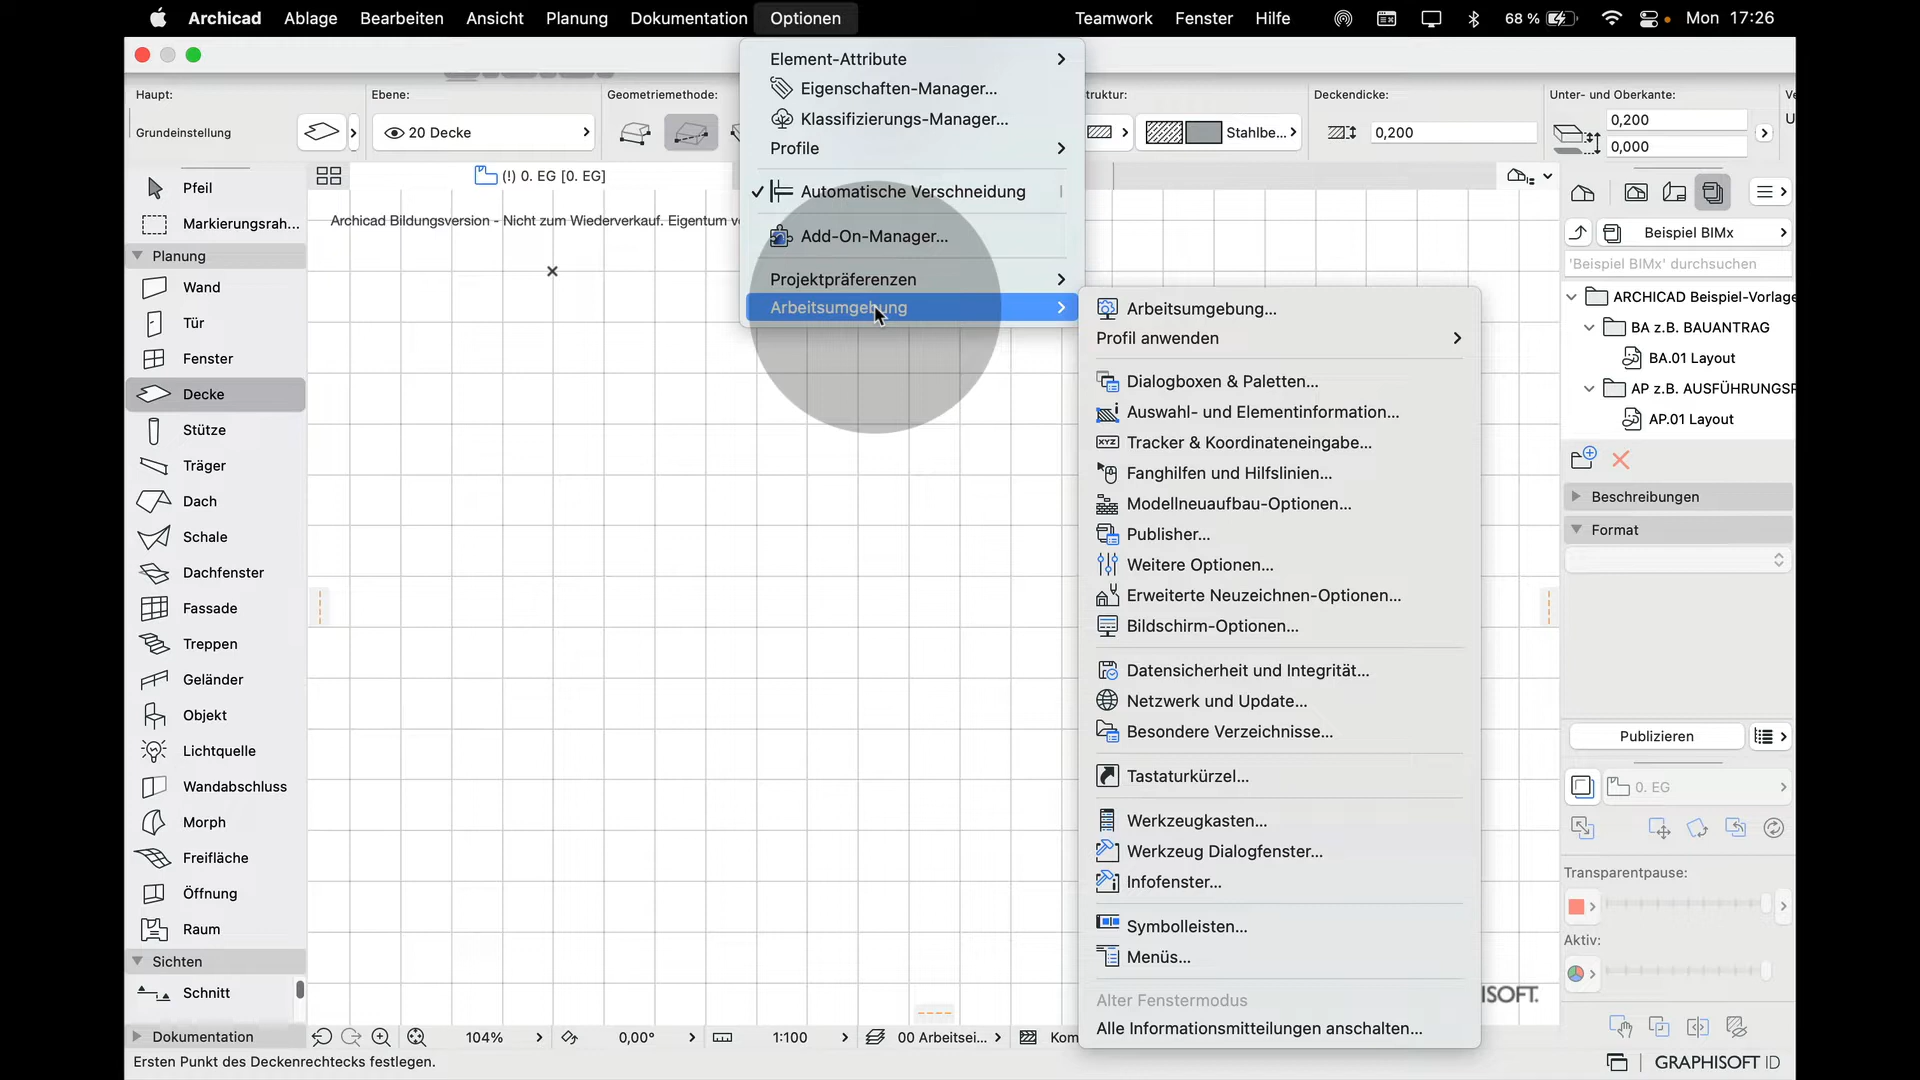 Archicad Ablage Bearbeiten Ansicht Planung Dokumentation Optionen Teamwork Fenster Hilfe 68 % Mon 17:26
Haupt:
Grundeinstellung
Ebene:
20 Decke
Geometriemethode:
truktur:
Stahlbe...
Deckendicke:
0,200
Unter- und Oberkante:
0,200
0,000
Element-Attribute
Eigenschaften-Manager...
Klassifizierungs-Manager...
Profile
Automatische Verschneidung
Add-On-Manager...
Projektpräferenzen
Arbeitsumgebung
Arbeitsumgebung...
Profil anwenden
Dialogboxen & Paletten...
Auswahl- und Elementinformation...
Tracker & Koordinateneingabe...
Fanghilfen und Hilfslinien...
Modellneuaufbau-Optionen...
Publisher...
Weitere Optionen...
Erweiterte Neuzeichnen-Optionen...
Bildschirm-Optionen...
Datensicherheit und Integrität...
Netzwerk und Update...
Besondere Verzeichnisse...
Tastaturkürzel...
Werkzeugkasten...
Werkzeug Dialogfenster...
Infofenster...
Symbolleisten...
Menüs...
Alter Fenstermodus
Alle Informationsmitteilungen anschalten...
Pfeil
Markierungsrah...
Planung
Wand
Tür
Fenster
Decke
Stütze
Träger
Dach
Schale
Dachfenster
Fassade
Treppen
Geländer
Objekt
Lichtquelle
Wandabschluss
Morph
Freifläche
Öffnung
Raum
Sichten
Schnitt
Dokumentation
(!) 0. EG [0. EG]
Archicad Bildungsversion - Nicht zum Wiederverkauf. Eigentum v
Beispiel BIMx
'Beispiel BIMx' durchsuchen
ARCHICAD Beispiel-Vorlage
BA z.B. BAUANTRAG
BA.01 Layout
AP z.B. AUSFÜHRUNGSP
AP.01 Layout
Beschreibungen
Format
Publizieren
0. EG
Transparentpause:
Aktiv:
ISOFT.
104% 0,00° 1:100 00 Arbeitsei... Kom
Ersten Punkt des Deckenrechtecks festlegen.
GRAPHISOFT ID